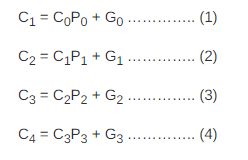 C₁ = C₀P₀ + G₀ .............. (1)
C₂ = C₁P₁ + G₁ .............. (2)
C₃ = C₂P₂ + G₂ .............. (3)
C₄ = C₃P₃ + G₃ .............. (4)